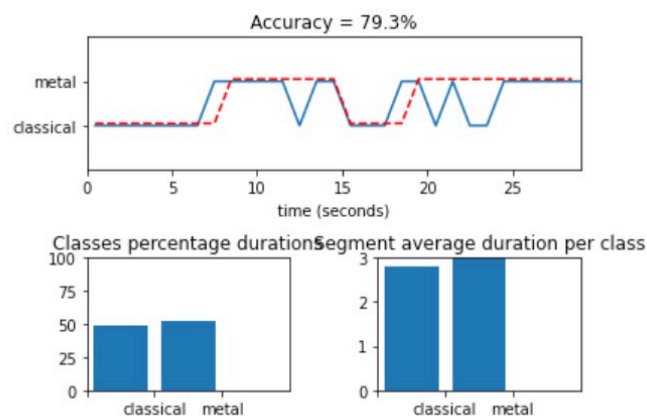 Accuracy = 79.3%
metal
classical
0 5 10 15 20 25
time (seconds)
Classes percentage durations
100
75
50
25
0
classical metal
Segment average duration per class
3
2
1
0
classical metal